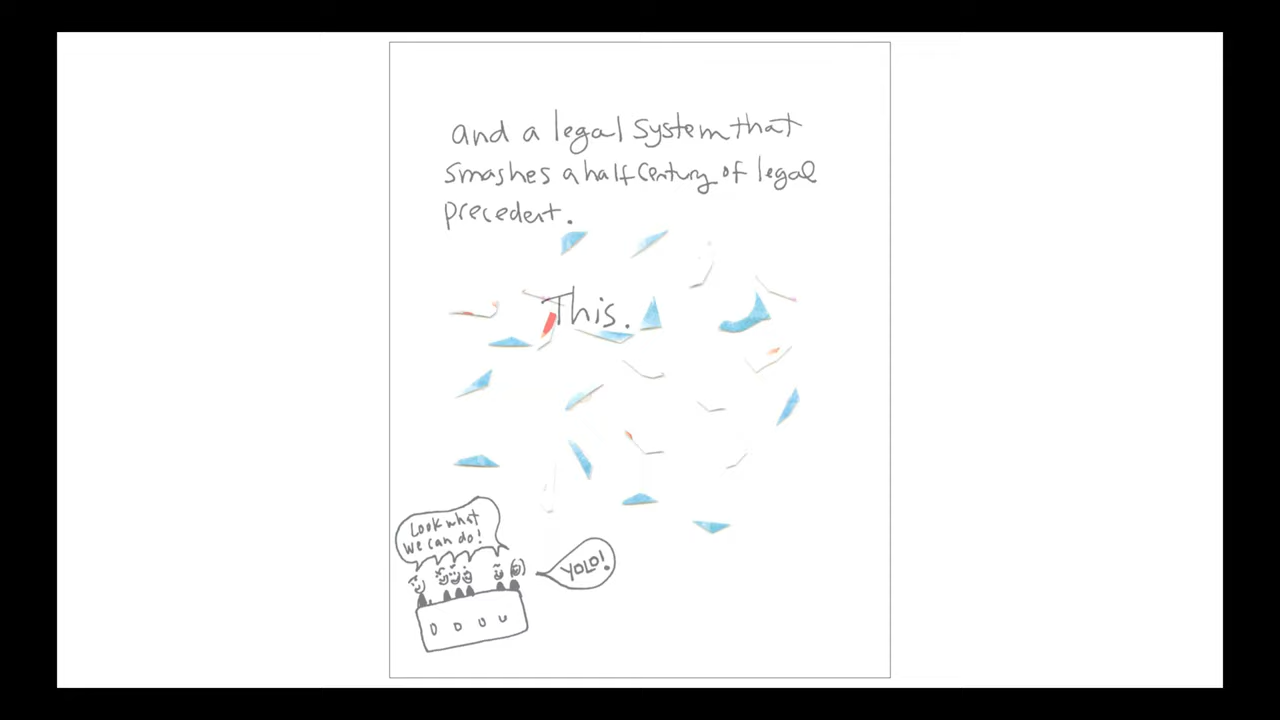 and a legal system that
smashes a half century of legal
precedent.
This.
Look what
we can do!
YOLO!